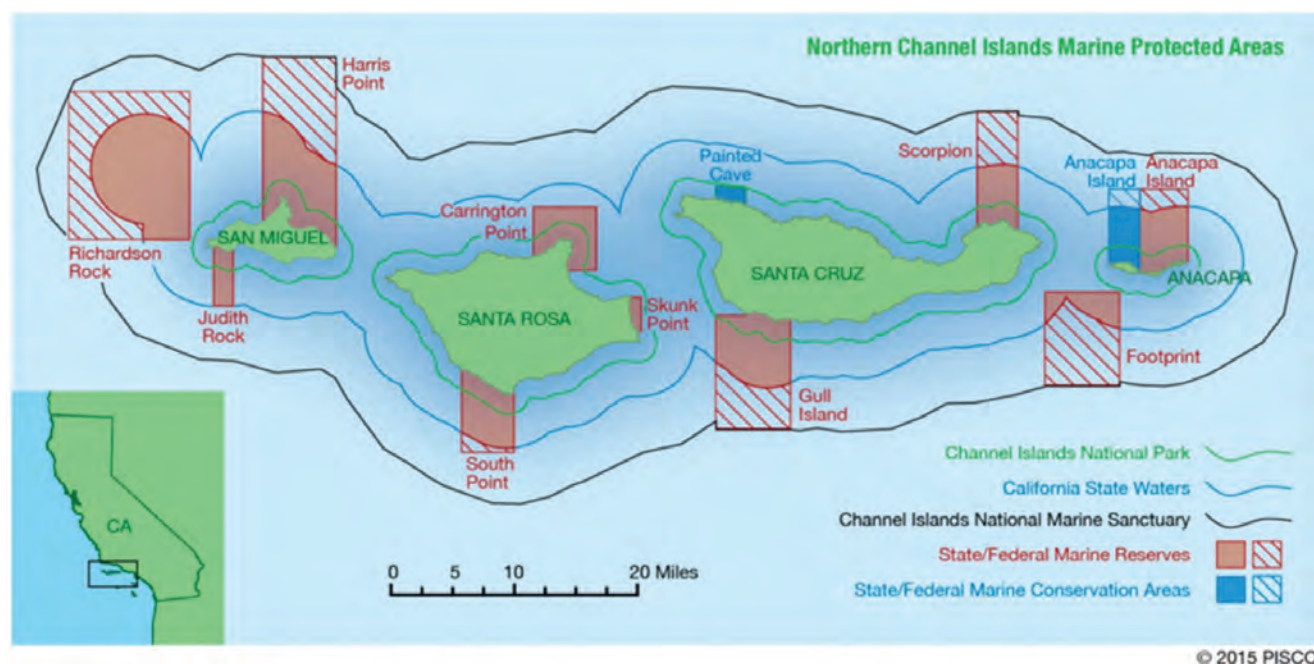 Northern Channel Islands Marine Protected Areas
Harris
Point
Richardson
Rock
SAN MIGUEL
Judith
Rock
Carrington
Point
SANTA ROSA
Skunk
Point
South
Point
Painted
Cave
SANTA CRUZ
Gull
Island
Scorpion
Anacapa
Island
Anacapa
Island
ANACAPA
Footprint
CA
0 5 10 20 Miles
Channel Islands National Park
California State Waters
Channel Islands National Marine Sanctuary
State/Federal Marine Reserves
State/Federal Marine Conservation Areas
© 2015 PISCO